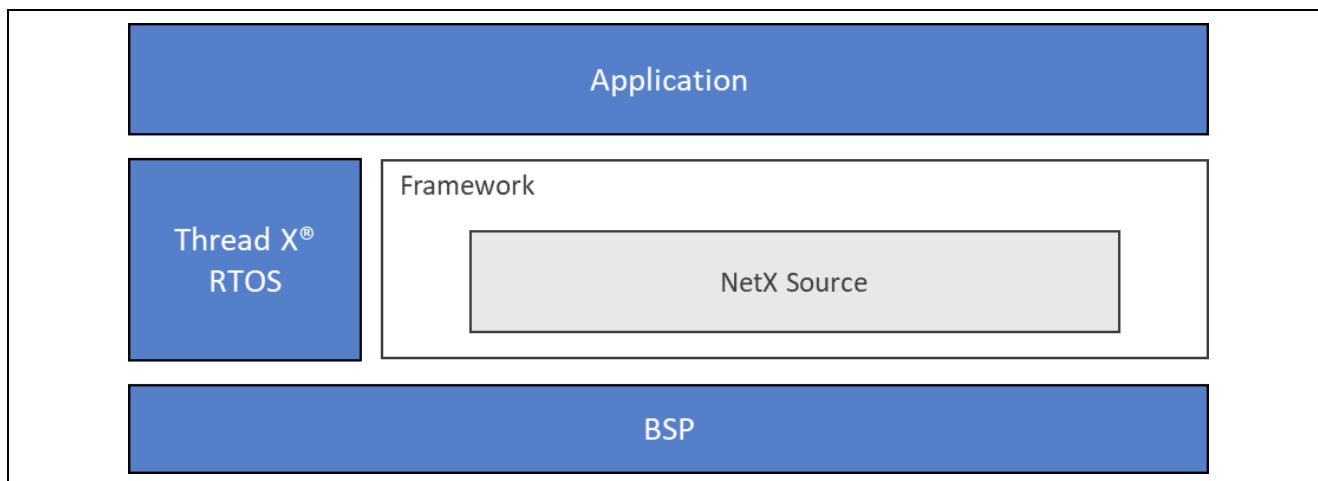 Application
Thread X®
RTOS
Framework
NetX Source
BSP